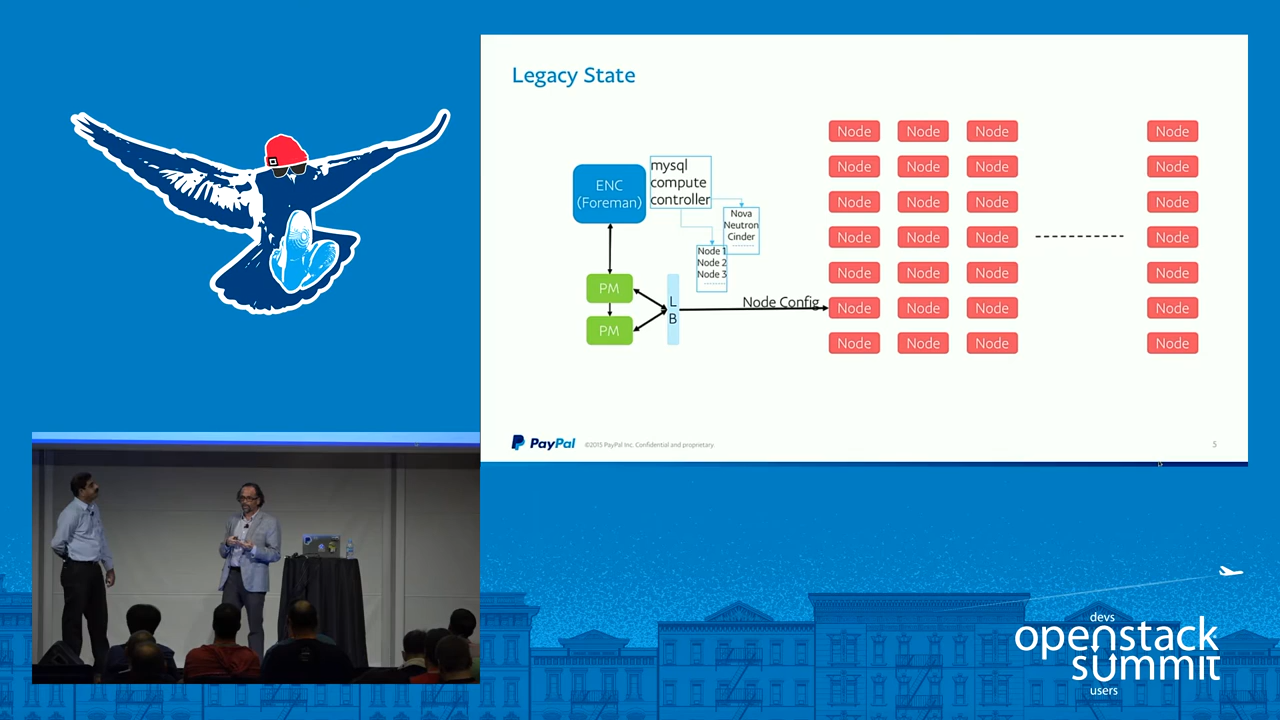 Legacy State
ENC
(Foreman)
mysql
compute
controller
Nova
Neutron
Cinder
Node 1
Node 2
Node 3
PM
PM
L
B
Node Config
Node Node Node Node
Node Node Node Node
Node Node Node Node
Node Node Node Node
Node Node Node Node
Node Node Node Node
Node Node Node Node
PayPal
©2015 PayPal Inc. Confidential and proprietary.
5
devs
openstack
summit
users